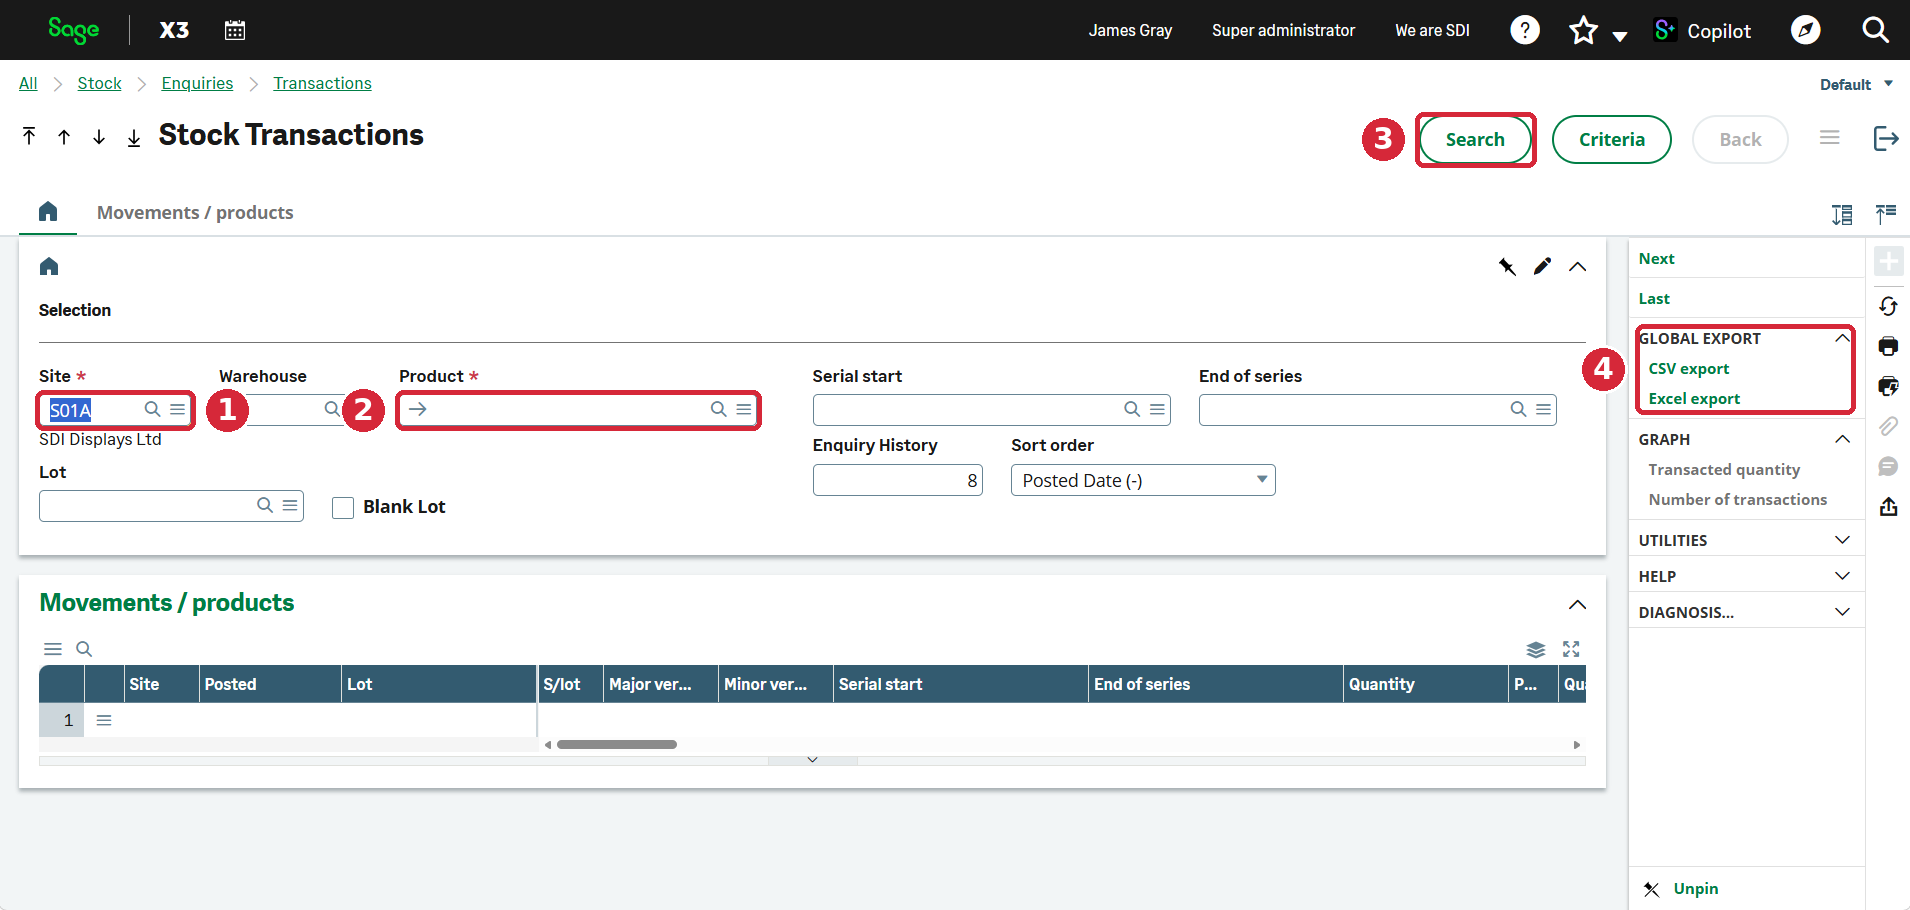 Sage X3 James Gray Super administrator We are SDI ? Copilot
All Stock Enquiries Transactions Default
Stock Transactions
3 Search Criteria Back
Movements / products
Selection
Site * Warehouse Product *
S01A 1 2
SDI Displays Ltd
Lot
Blank Lot
Serial start End of series
Enquiry History Sort order
8 Posted Date (-)
Movements / products
Site Posted Lot S/lot Major ver... Minor ver... Serial start End of series Quantity P... Qu
1
Next
Last
4
GLOBAL EXPORT
CSV export
Excel export
GRAPH
Transacted quantity
Number of transactions
UTILITIES
HELP
DIAGNOSIS...
Unpin